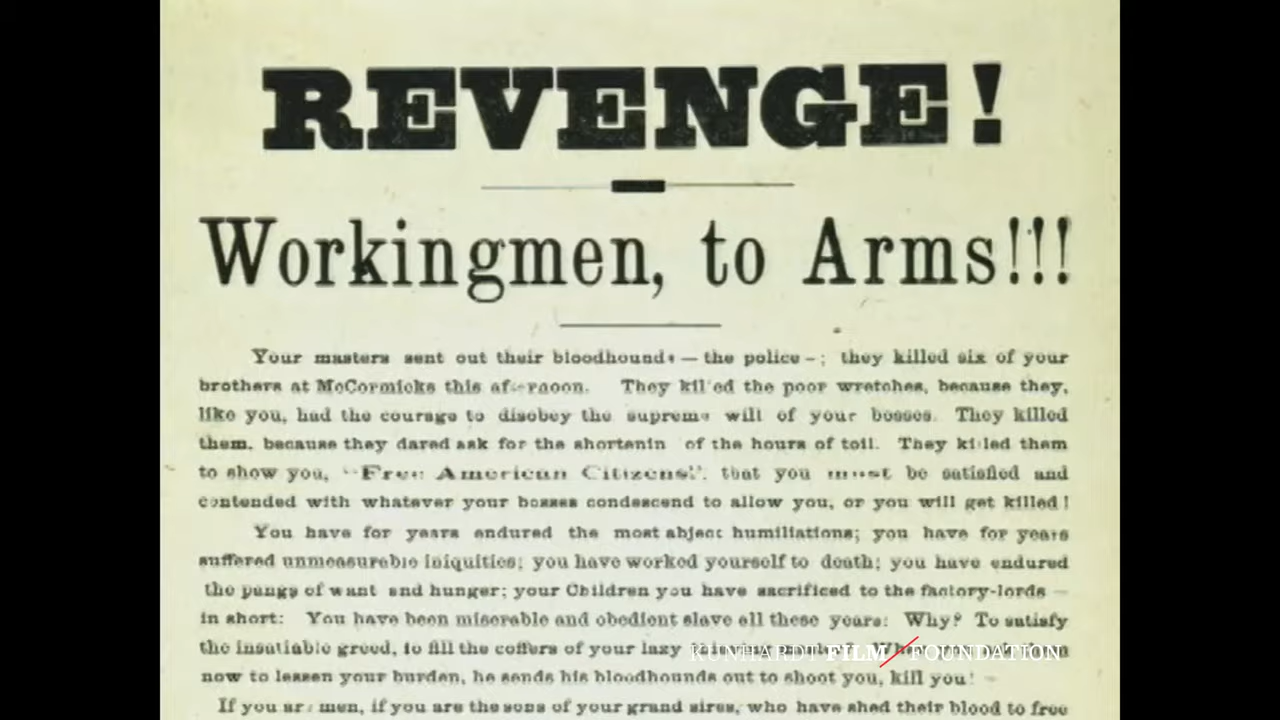 REVENGE!
Workingmen, to Arms!!!
Your masters sent out their bloodhounds — the police —; they killed six of your
brothers at McCormicks this afternoon. They killed the poor wretches, because they,
like you, had the courage to disobey the supreme will of your bosses. They killed
them, because they dared ask for the shortenin of the hours of toil. They killed them
to show you, "Free American Citizens", that you must be satisfied and
contended with whatever your bosses condescend to allow you, or you will get killed!
You have for years endured the most abject humiliations; you have for years
suffered unmeasurable iniquities; you have worked yourself to death; you have endured
the pangs of want and hunger; your Children you have sacrificed to the factory-lords —
in short: You have been miserable and obedient slave all these years: Why? To satisfy
the insatiable greed, to fill the coffers of your lazy
KUNHARDT FILM/FOUNDATION
now to lessen your burden, he sends his bloodhounds out to shoot you, kill you!
If you are men, if you are the sons of your grand sires, who have shed their blood to free